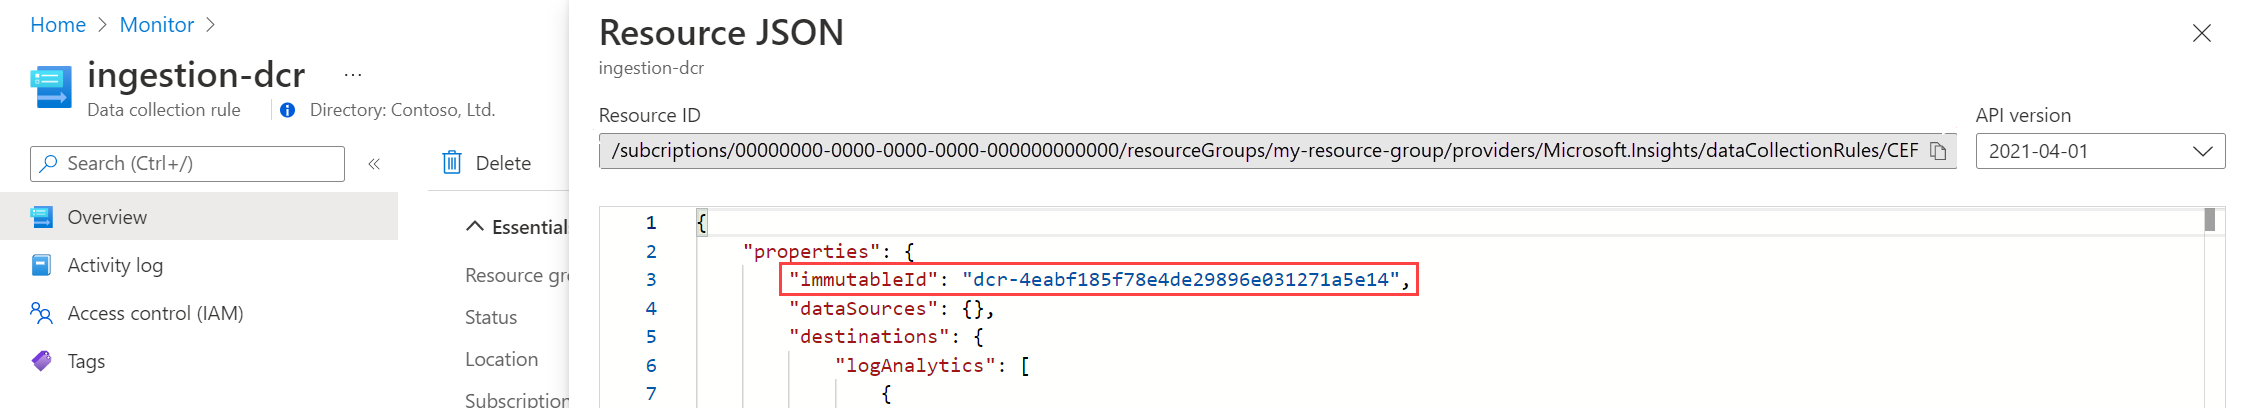 Home > Monitor >
ingestion-dcr ...
Data collection rule
Directory: Contoso, Ltd.
Search (Ctrl+/)
«
Overview
Activity log
Access control (IAM)
Tags
Delete
Essential
Resource gr
Status
Location
Subscription
Resource JSON
ingestion-dcr
Resource ID
/subcriptions/00000000-0000-0000-0000-000000000000/resourceGroups/my-resource-group/providers/Microsoft.Insights/dataCollectionRules/CEF
API version
2021-04-01
1 {
2 "properties": {
3 "immutableId": "dcr-4eabf185f78e4de29896e031271a5e14",
4 "dataSources": {},
5 "destinations": {
6 "logAnalytics": [
7 {